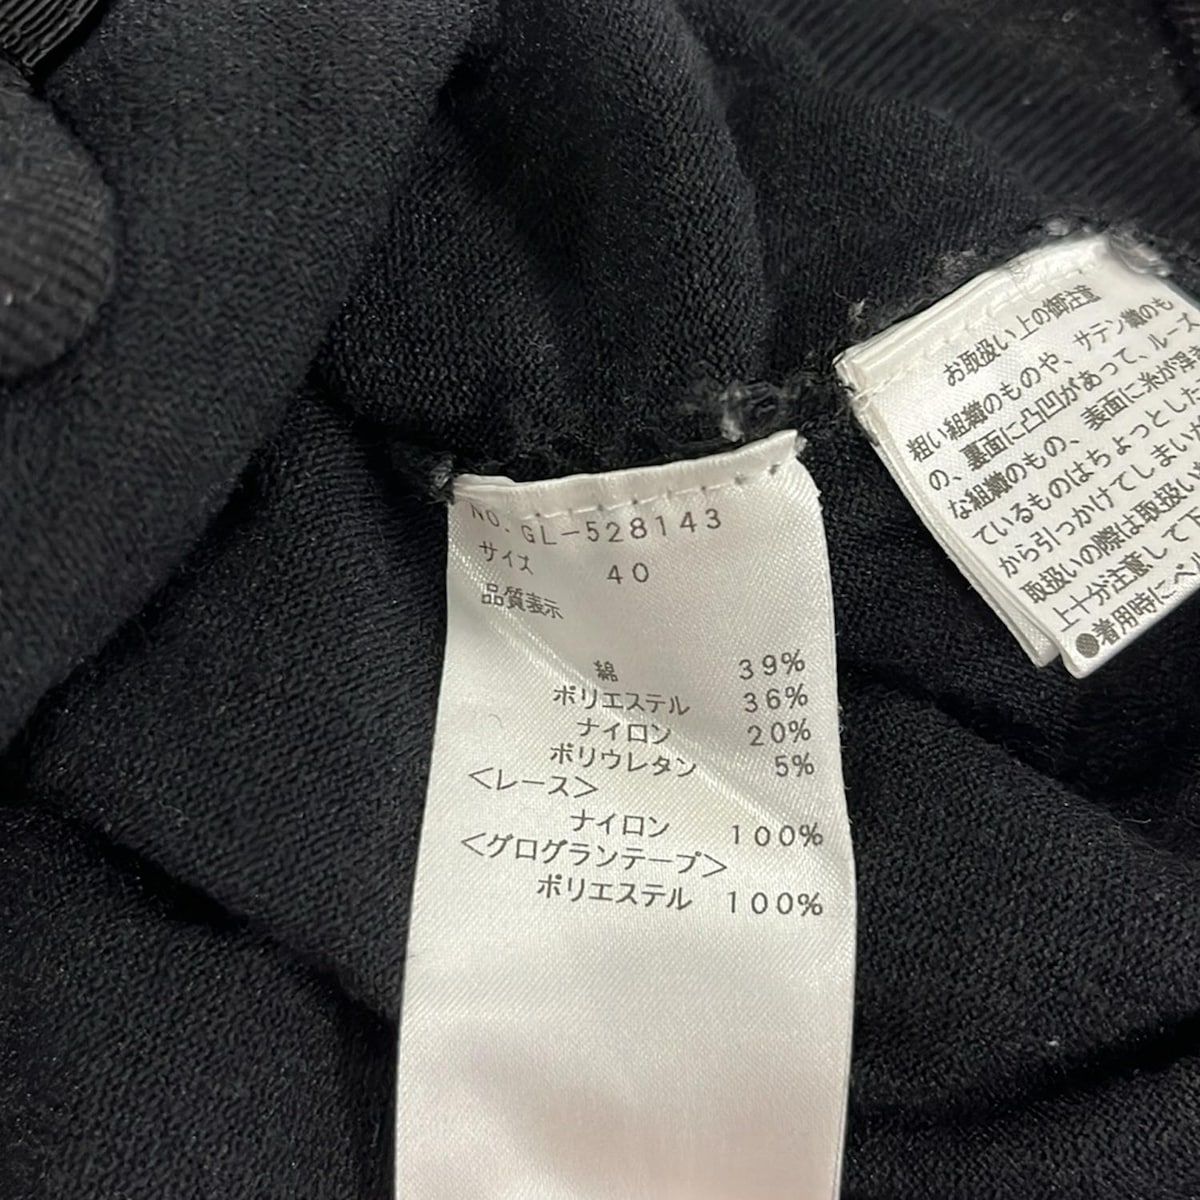 NO. GL-528143
サイズ 40
品質表示
綿 39%
ポリエステル 36%
ナイロン 20%
ポリウレタン 5%
<レース>
ナイロン 100%
<グログランテープ>
ポリエステル 100%
お取扱い上の御注意
粗い組織のものや、サテン織のも
の、裏面に凸凹があって、ルーズ
な組織のもの、表面に糸が浮き
ているものはちょっとした
から引っかけてしまいが
取扱いの際は取扱い
上十分注意して下
●着用時にベル